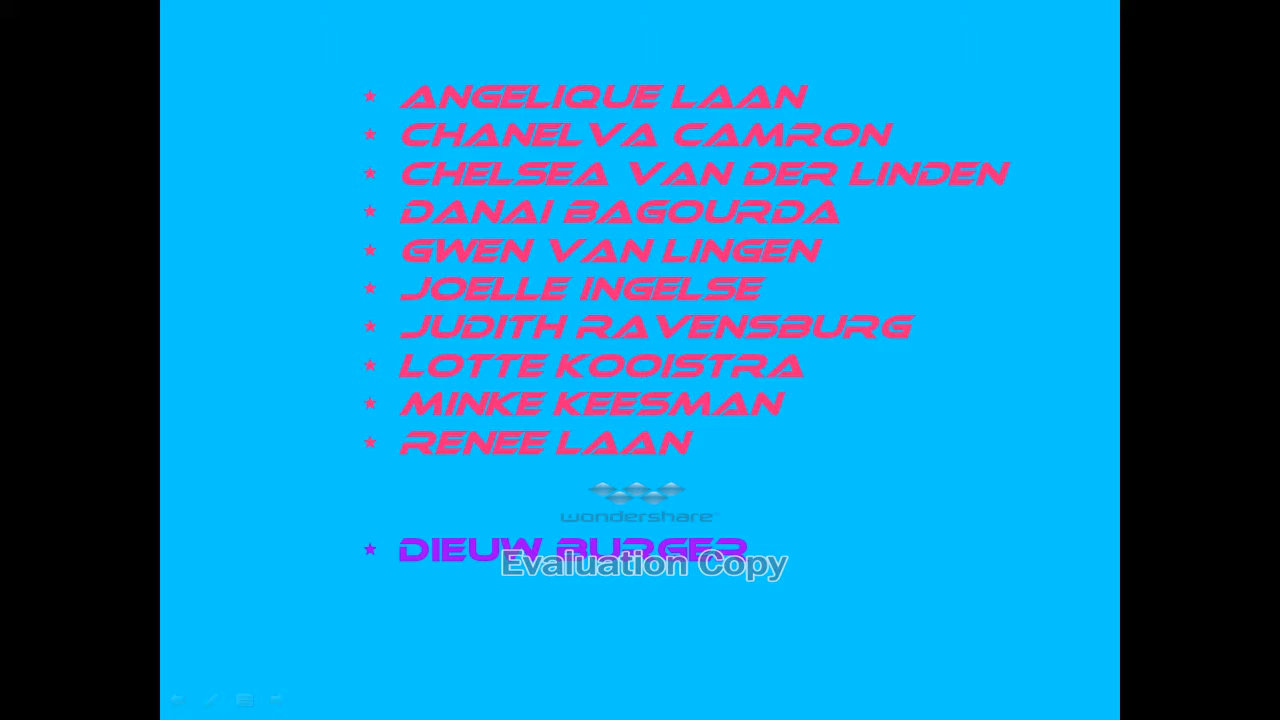 ANGELIQUE LAAN
CHANELVA CAMRON
CHELSEA VAN DER LINDEN
DANAI BAGOURDA
GWEN VAN LINGEN
JOELLE INGELSE
JUDITH RAVENSBURG
LOTTE KOOISTRA
MINKE KEESMAN
RENEE LAAN
wondershare™
DIEUW BURGER
Evaluation Copy